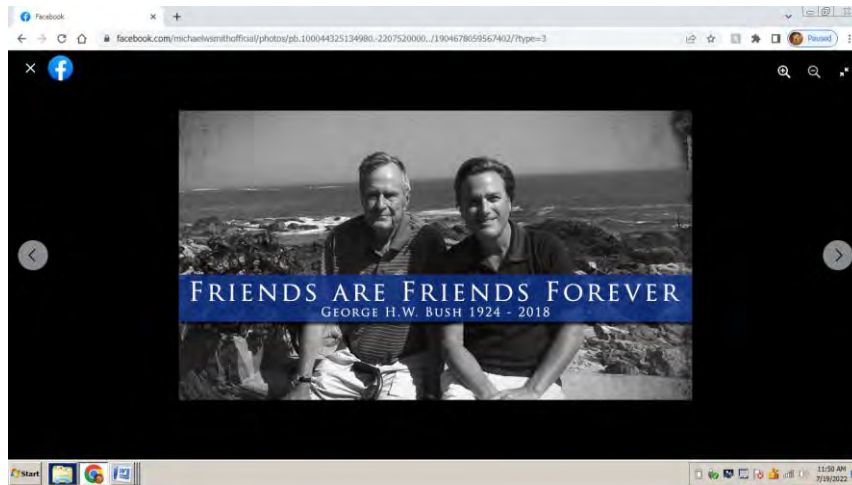 Facebook
facebook.com/michaelwsmithofficial/photos/pb.100044325134980.-2207520000../1904678059567402/?type=3
Paused
FRIENDS ARE FRIENDS FOREVER
GEORGE H.W. BUSH 1924 - 2018
Start
11:50 AM
7/19/2022